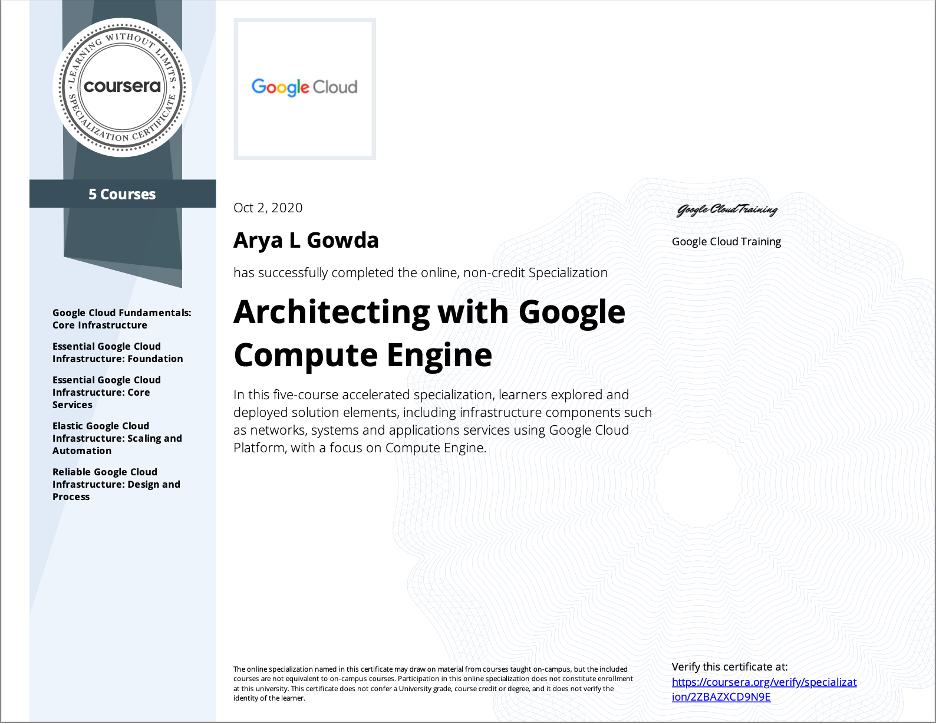 LEARNING WITHOUT LIMITS
coursera
SPECIALIZATION CERTIFICATE
5 Courses
Google Cloud Fundamentals:
Core Infrastructure
Essential Google Cloud
Infrastructure: Foundation
Essential Google Cloud
Infrastructure: Core
Services
Elastic Google Cloud
Infrastructure: Scaling and
Automation
Reliable Google Cloud
Infrastructure: Design and
Process
Google Cloud
Oct 2, 2020
Arya L Gowda
has successfully completed the online, non-credit Specialization
Architecting with Google
Compute Engine
In this five-course accelerated specialization, learners explored and
deployed solution elements, including infrastructure components such
as networks, systems and applications services using Google Cloud
Platform, with a focus on Compute Engine.
Google Cloud Training
Google Cloud Training
The online specialization named in this certificate may draw on material from courses taught on-campus, but the included
courses are not equivalent to on-campus courses. Participation in this online specialization does not constitute enrollment
at this university. This certificate does not confer a University grade, course credit or degree, and it does not verify the
identity of the learner.
Verify this certificate at:
https://coursera.org/verify/specializat
ion/2ZBAZXCD9N9E